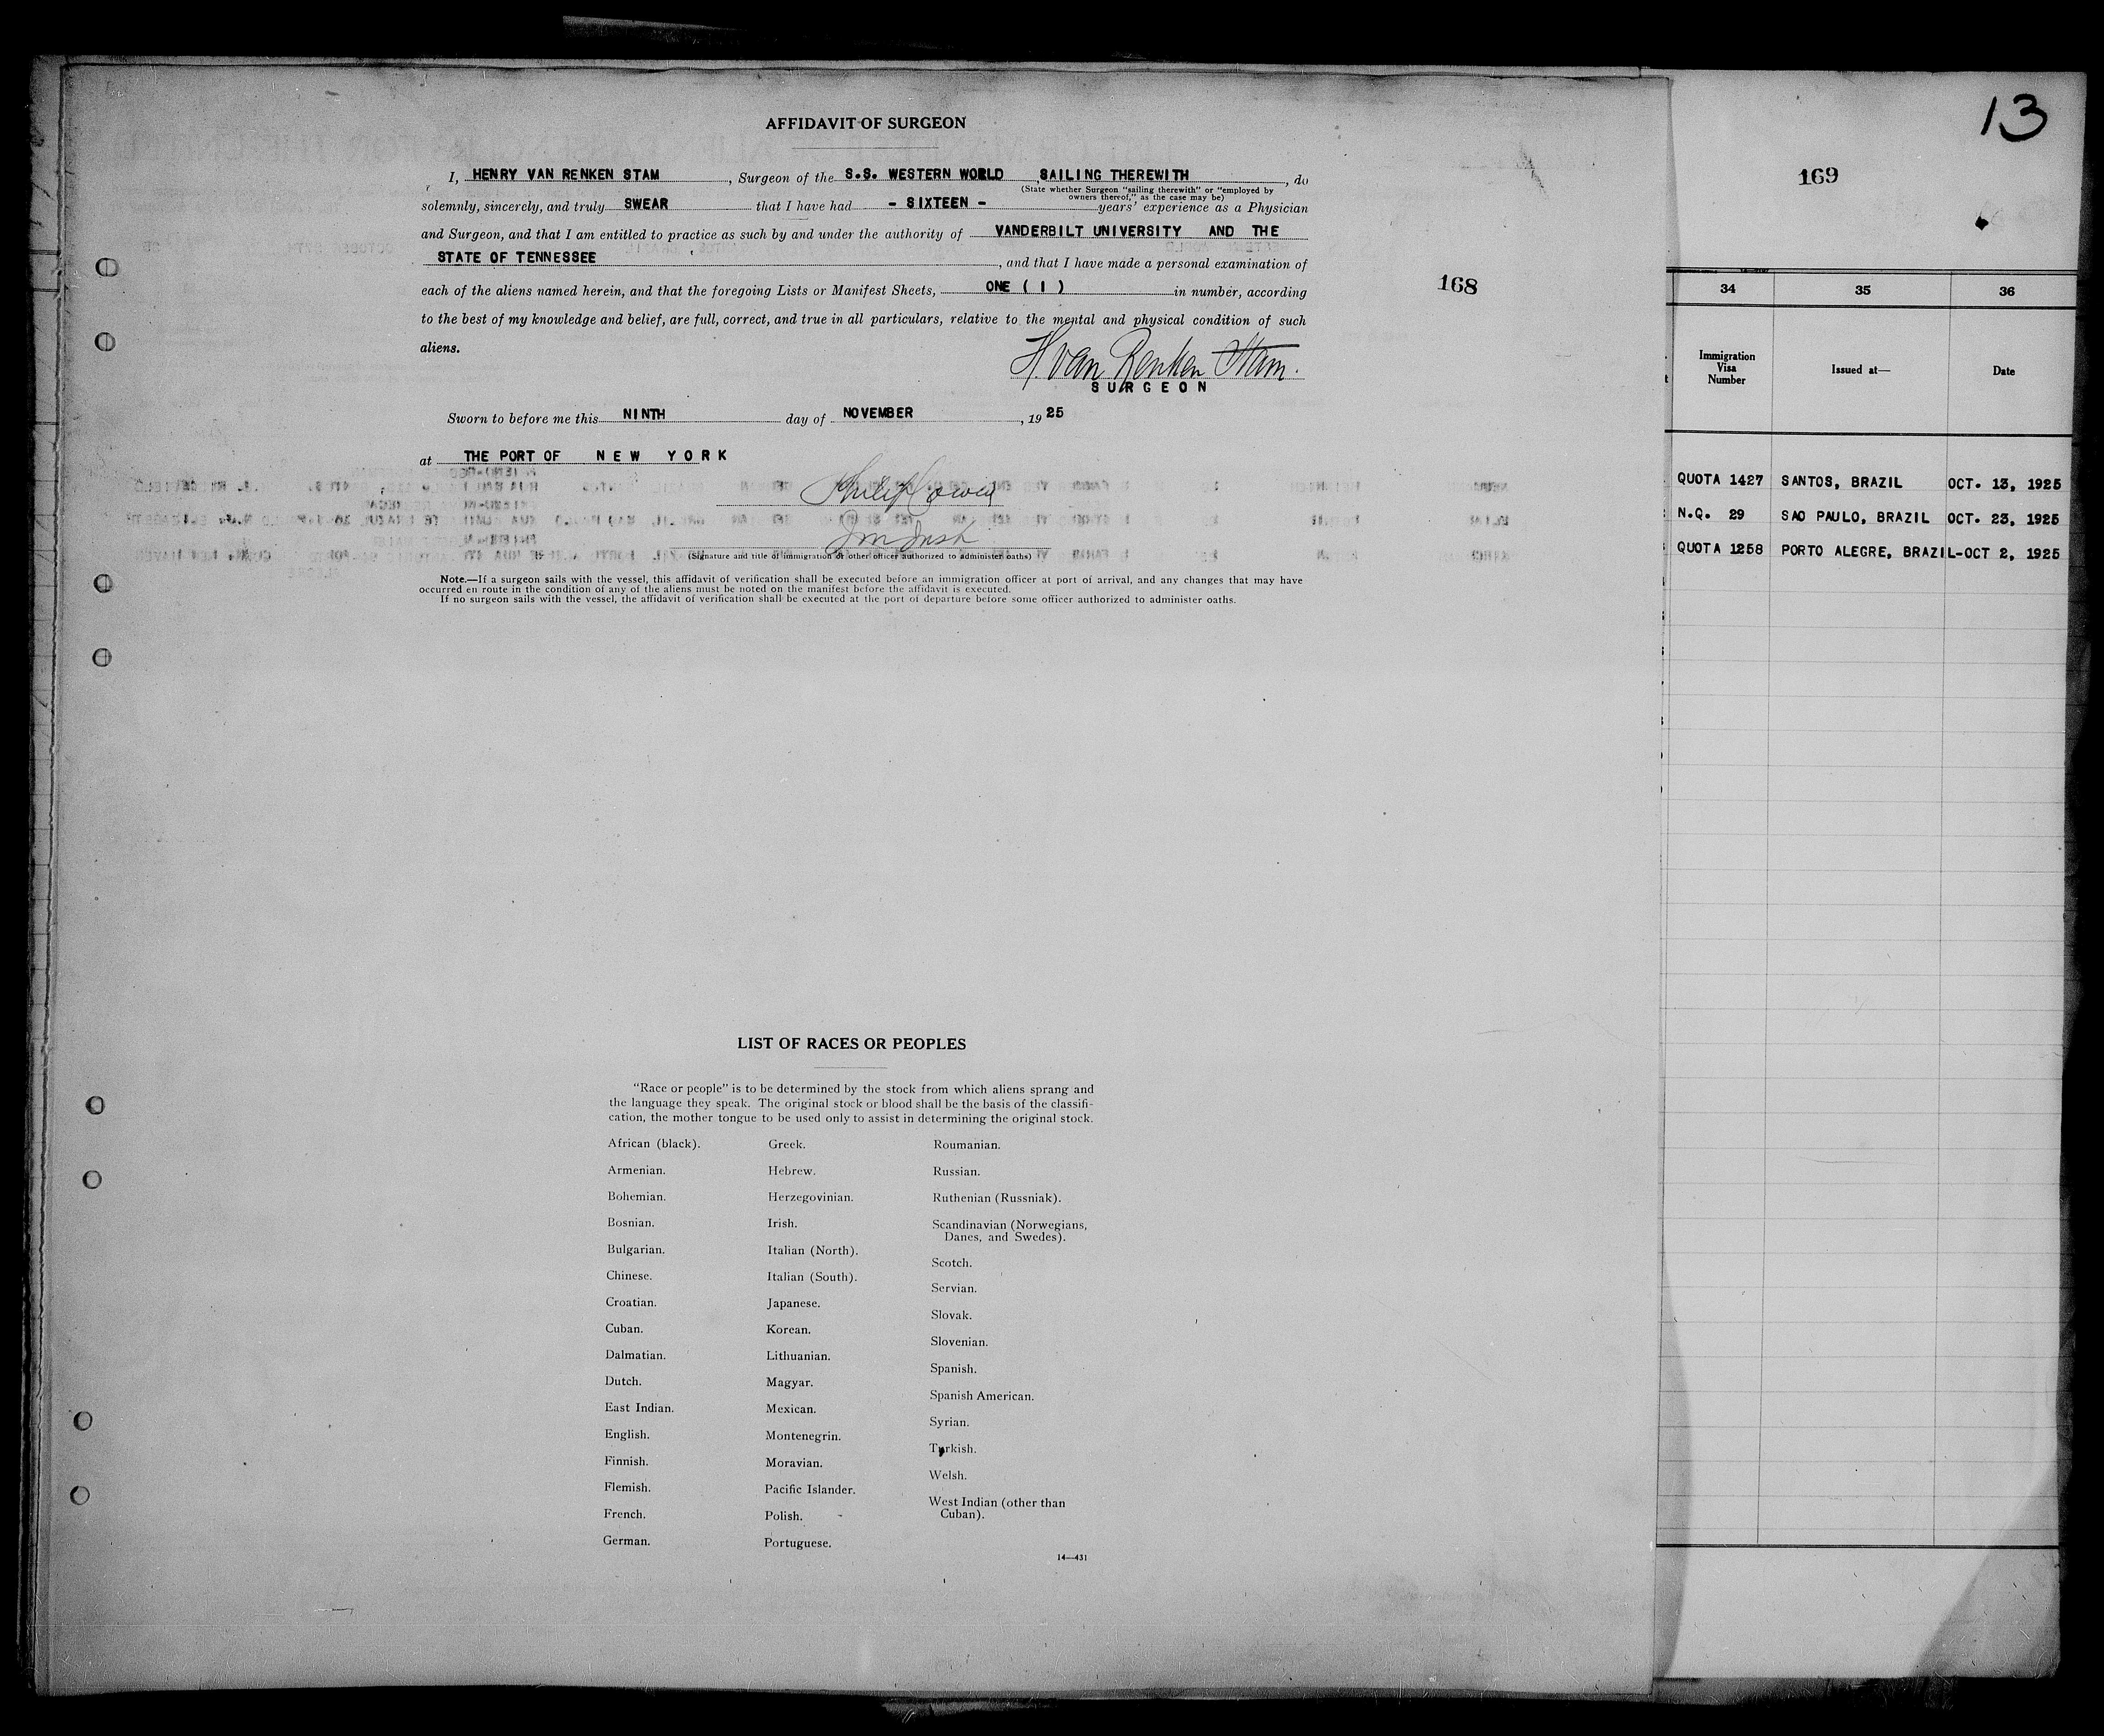 13
169
168
AFFIDAVIT OF SURGEON
I, HENRY VAN RENKEN STAM, Surgeon of the S.S. WESTERN WORLD, SAILING THEREWITH, do
(State whether Surgeon "sailing therewith" or "employed by
owners thereof," as the case may be)
solemnly, sincerely, and truly SWEAR that I have had - SIXTEEN - years' experience as a Physician
and Surgeon, and that I am entitled to practice as such by and under the authority of VANDERBILT UNIVERSITY AND THE
STATE OF TENNESSEE, and that I have made a personal examination of
each of the aliens named herein, and that the foregoing Lists or Manifest Sheets, ONE ( I ) in number, according
to the best of my knowledge and belief, are full, correct, and true in all particulars, relative to the mental and physical condition of such
aliens.
H. van Renken Stam.
SURGEON
Sworn to before me this NINTH day of NOVEMBER, 1925
at THE PORT OF NEW YORK
(Signature and title of immigration or other officer authorized to administer oaths)
Note.—If a surgeon sails with the vessel, this affidavit of verification shall be executed before an immigration officer at port of arrival, and any changes that may have
occurred en route in the condition of any of the aliens must be noted on the manifest before the affidavit is executed.
If no surgeon sails with the vessel, the affidavit of verification shall be executed at the port of departure before some officer authorized to administer oaths.
LIST OF RACES OR PEOPLES
"Race or people" is to be determined by the stock from which aliens sprang and
the language they speak. The original stock or blood shall be the basis of the classifi-
cation, the mother tongue to be used only to assist in determining the original stock.
African (black).
Armenian.
Bohemian.
Bosnian.
Bulgarian.
Chinese.
Croatian.
Cuban.
Dalmatian.
Dutch.
East Indian.
English.
Finnish.
Flemish.
French.
German.
Greek.
Hebrew.
Herzegovinian.
Irish.
Italian (North).
Italian (South).
Japanese.
Korean.
Lithuanian.
Magyar.
Mexican.
Montenegrin.
Moravian.
Pacific Islander.
Polish.
Portuguese.
Roumanian.
Russian.
Ruthenian (Russniak).
Scandinavian (Norwegians,
Danes, and Swedes).
Scotch.
Servian.
Slovak.
Slovenian.
Spanish.
Spanish American.
Syrian.
Turkish.
Welsh.
West Indian (other than
Cuban).
14—431
34 35 36
Immigration
Visa
Number
Issued at—
Date
QUOTA 1427 SANTOS, BRAZIL OCT. 13, 1925
N.Q. 29 SAO PAULO, BRAZIL OCT. 23, 1925
QUOTA 1258 PORTO ALEGRE, BRAZIL-OCT 2, 1925